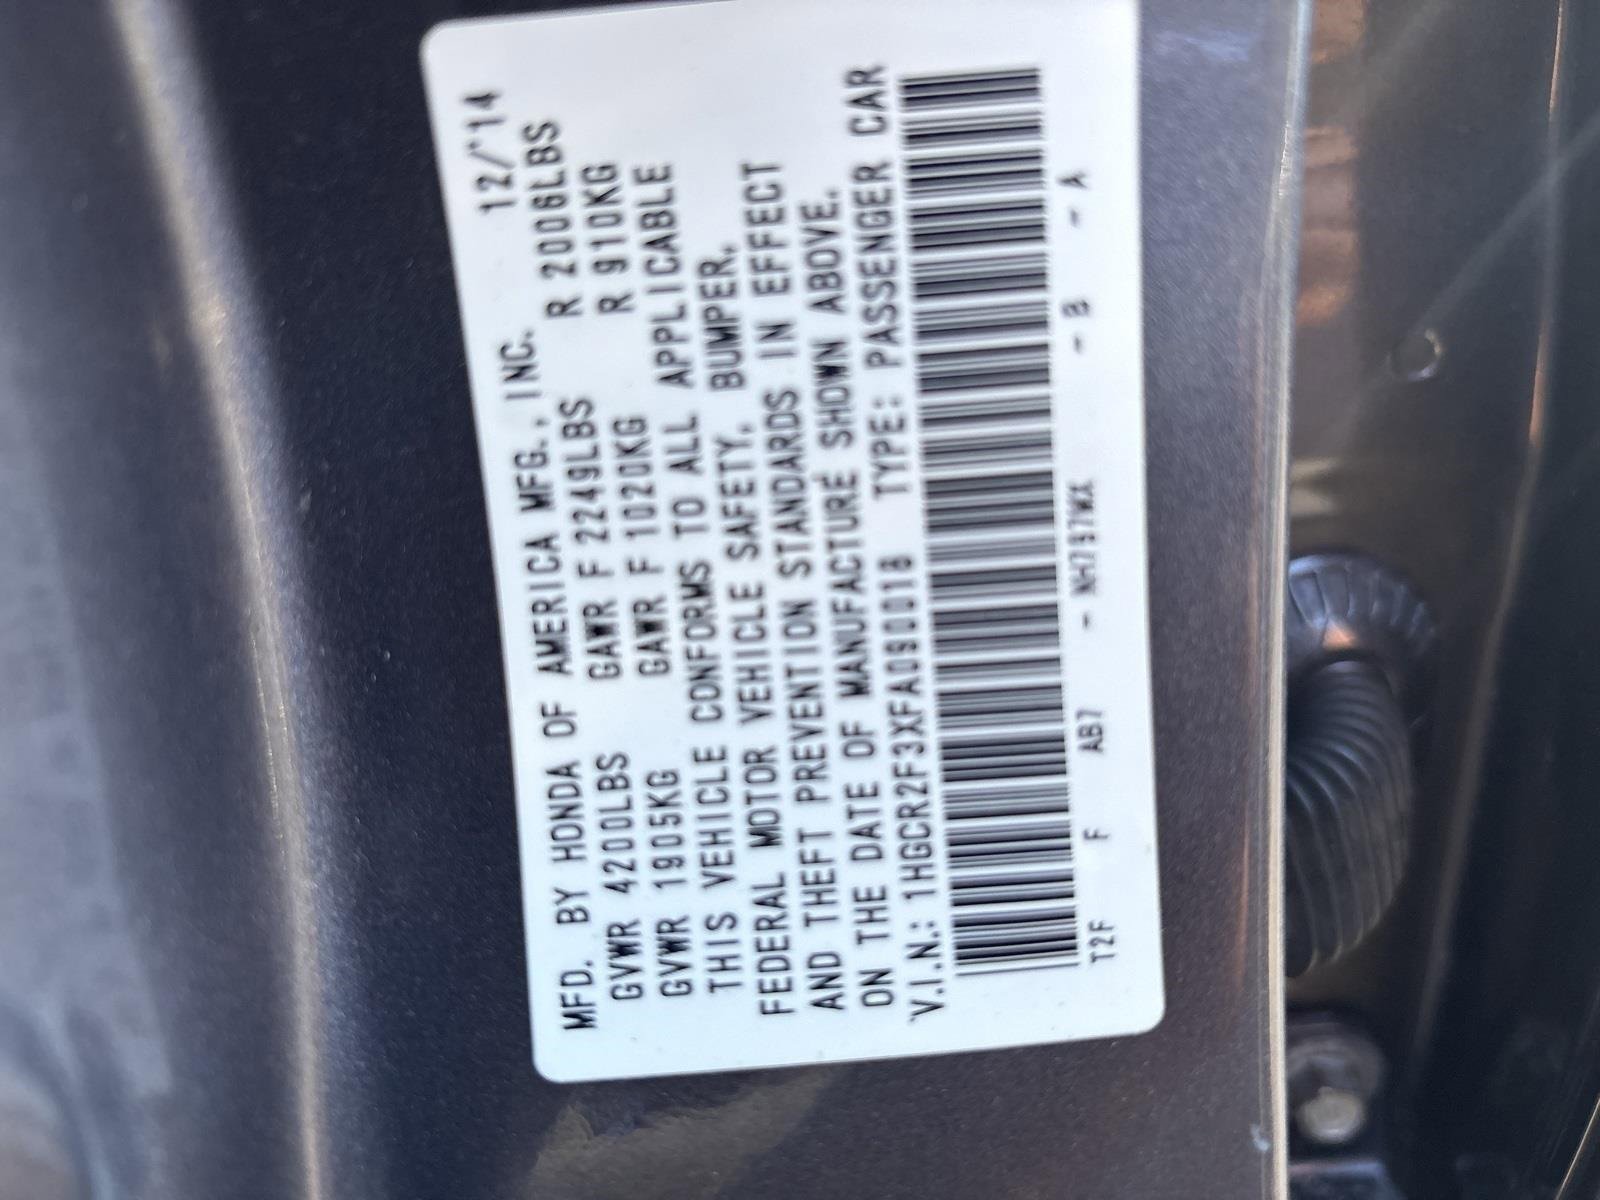 MFD. BY HONDA OF AMERICA MFG., INC. 12/'14
GVWR 4200LBS GAWR F 2249LBS R 2006LBS
GVWR 1905KG GAWR F 1020KG R 910KG
THIS VEHICLE CONFORMS TO ALL APPLICABLE
FEDERAL MOTOR VEHICLE SAFETY, BUMPER,
AND THEFT PREVENTION STANDARDS IN EFFECT
ON THE DATE OF MANUFACTURE SHOWN ABOVE.
V.I.N.: 1HGCR2F3XFA090018 TYPE: PASSENGER CAR
T2F F AB7 - NH797MX - B - A